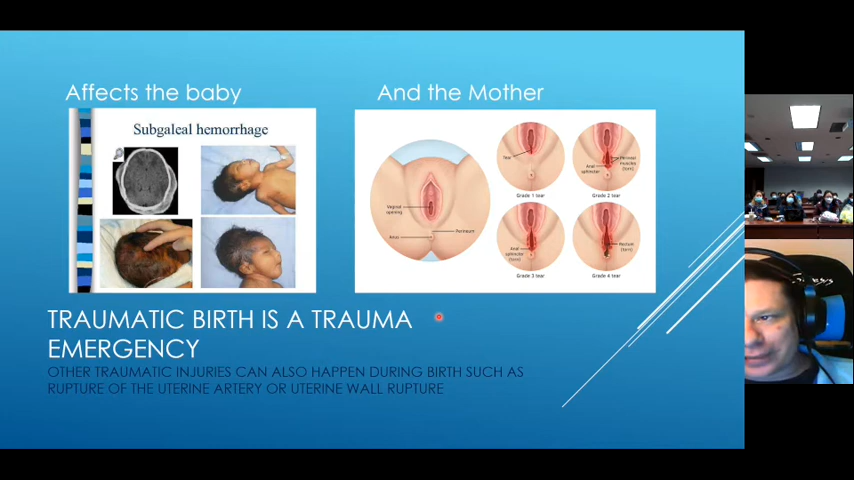 Affects the baby
And the Mother
Subgaleal hemorrhage
Vaginal
opening
Anus
Perineum
Tear
Grade 1 tear
Anal
sphincter
Perineal
muscles
(torn)
Grade 2 tear
Anal
sphincter
(torn)
Grade 3 tear
Rectum
(torn)
Grade 4 tear
TRAUMATIC BIRTH IS A TRAUMA
EMERGENCY
OTHER TRAUMATIC INJURIES CAN ALSO HAPPEN DURING BIRTH SUCH AS
RUPTURE OF THE UTERINE ARTERY OR UTERINE WALL RUPTURE